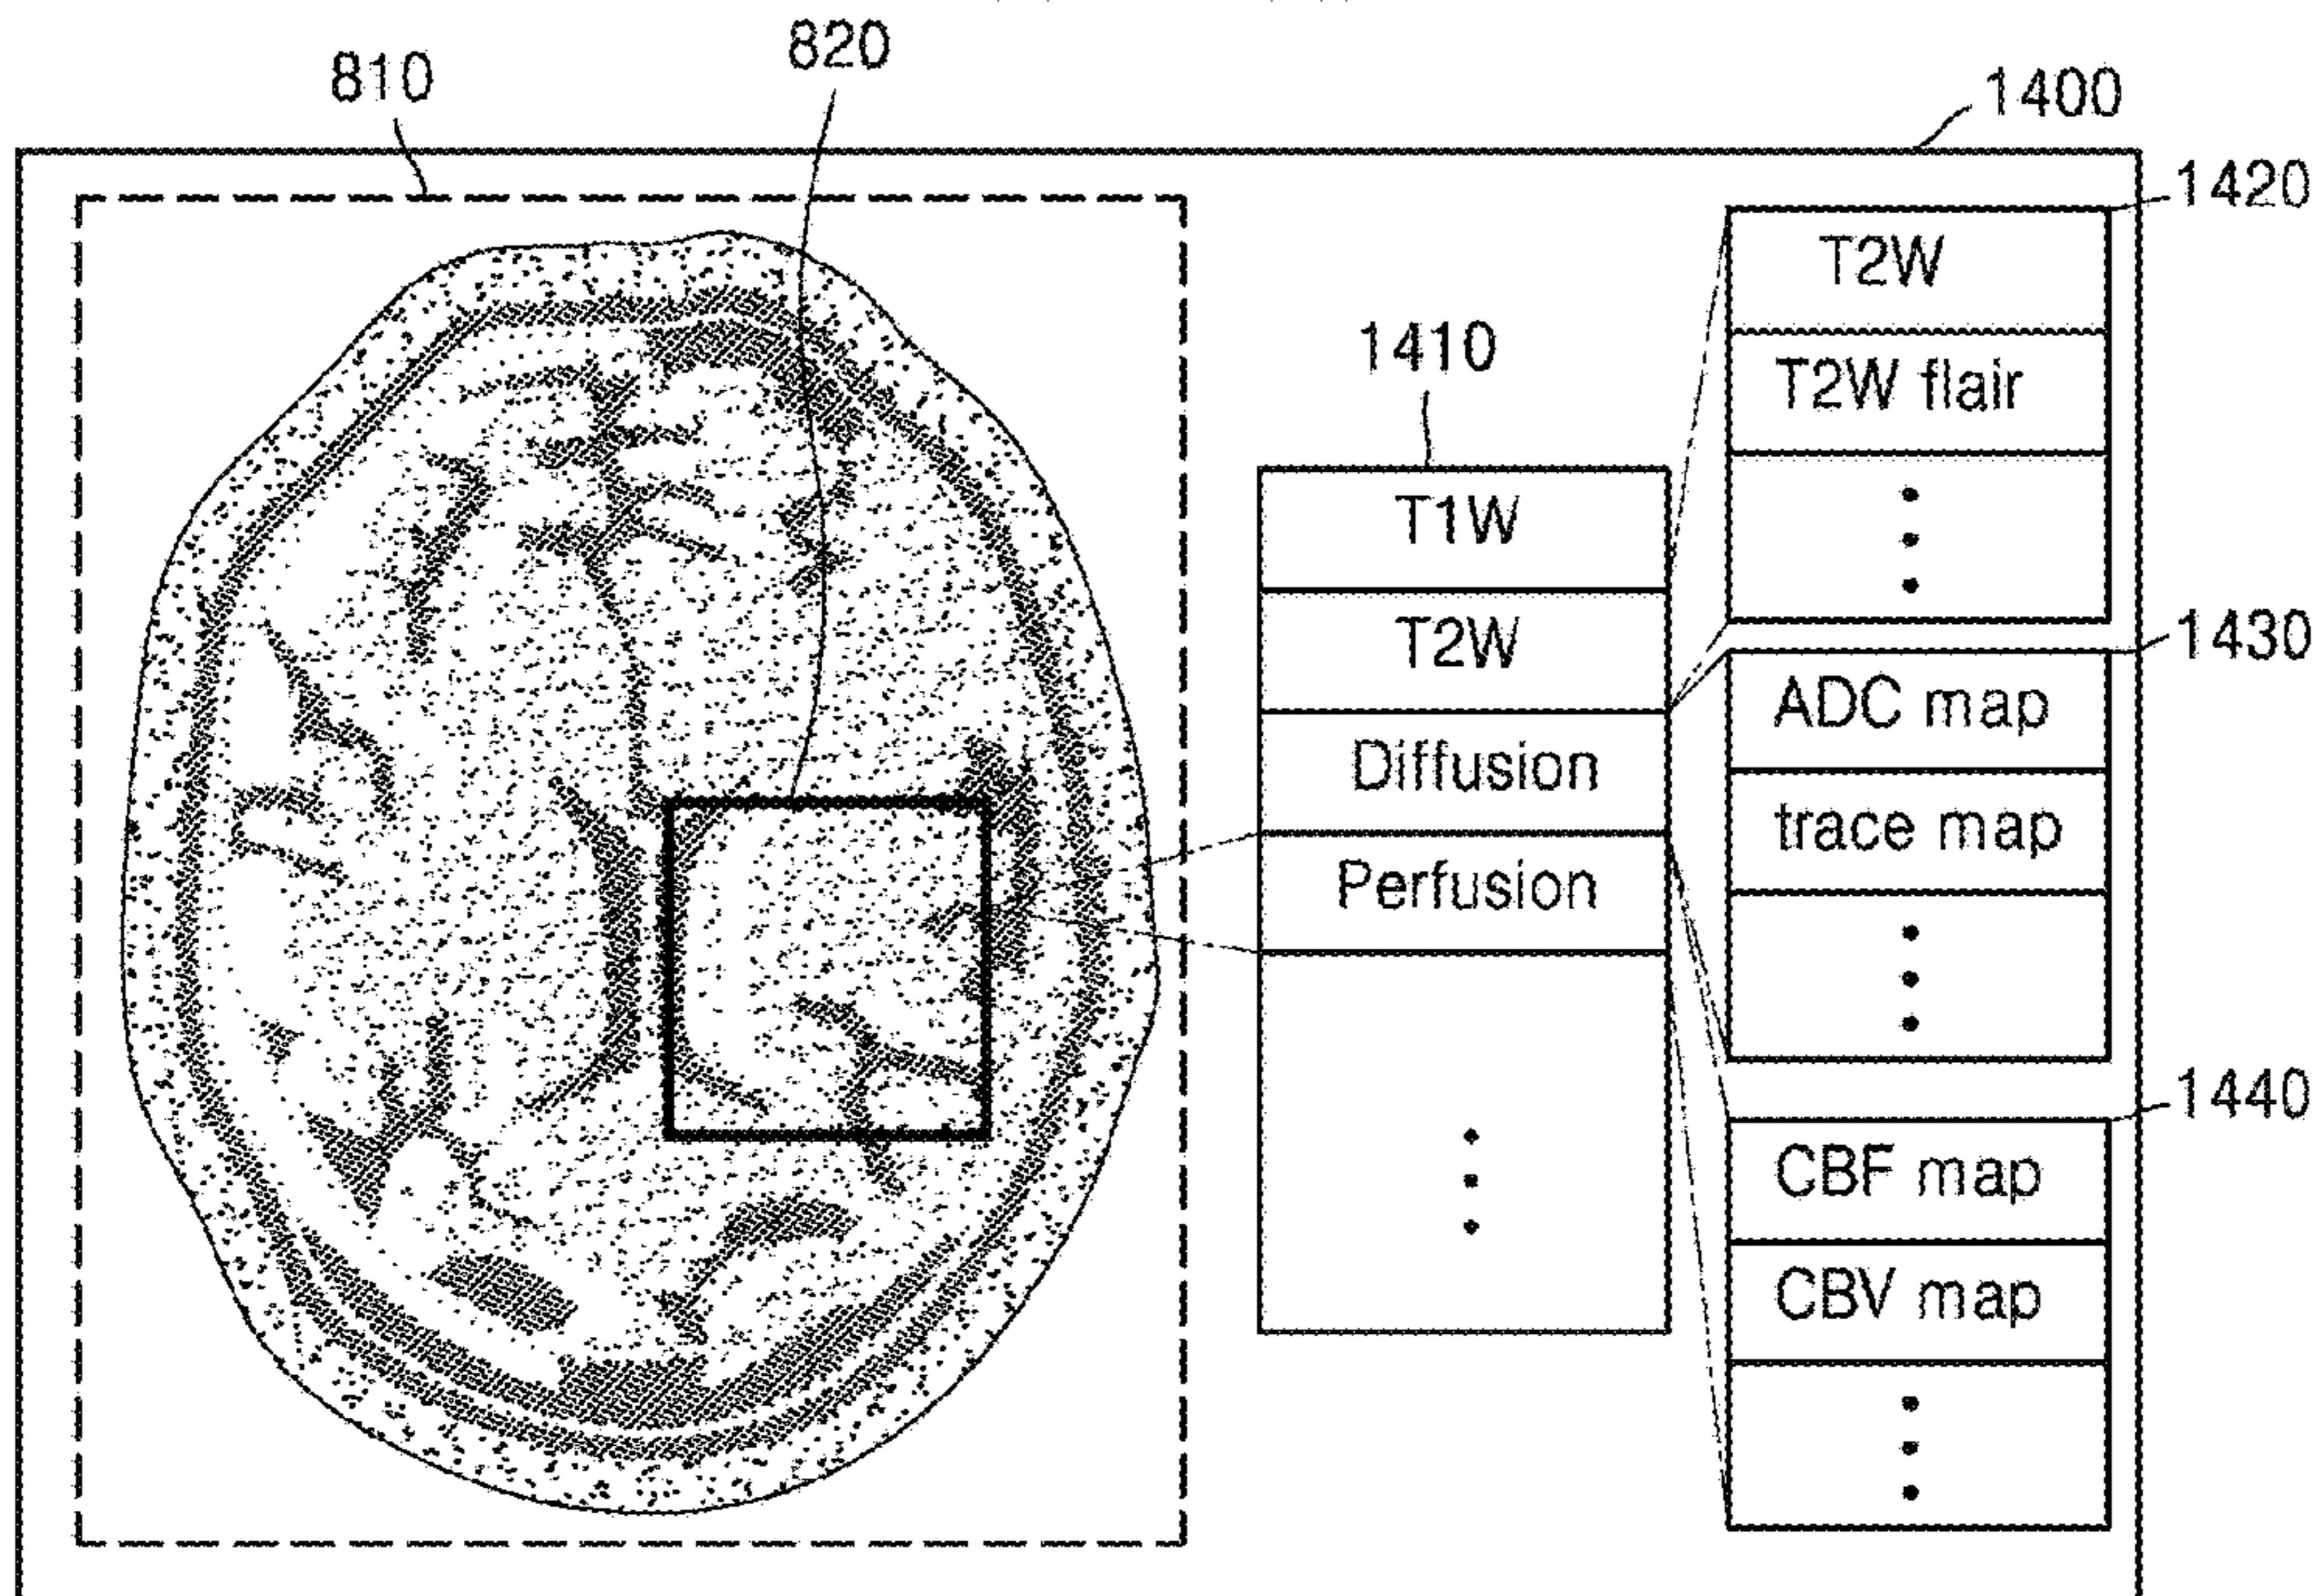 820
810
1400
1420
T2W
T2W flair
1410
T1W
T2W
Diffusion
Perfusion
1430
ADC map
trace map
1440
CBF map
CBV map